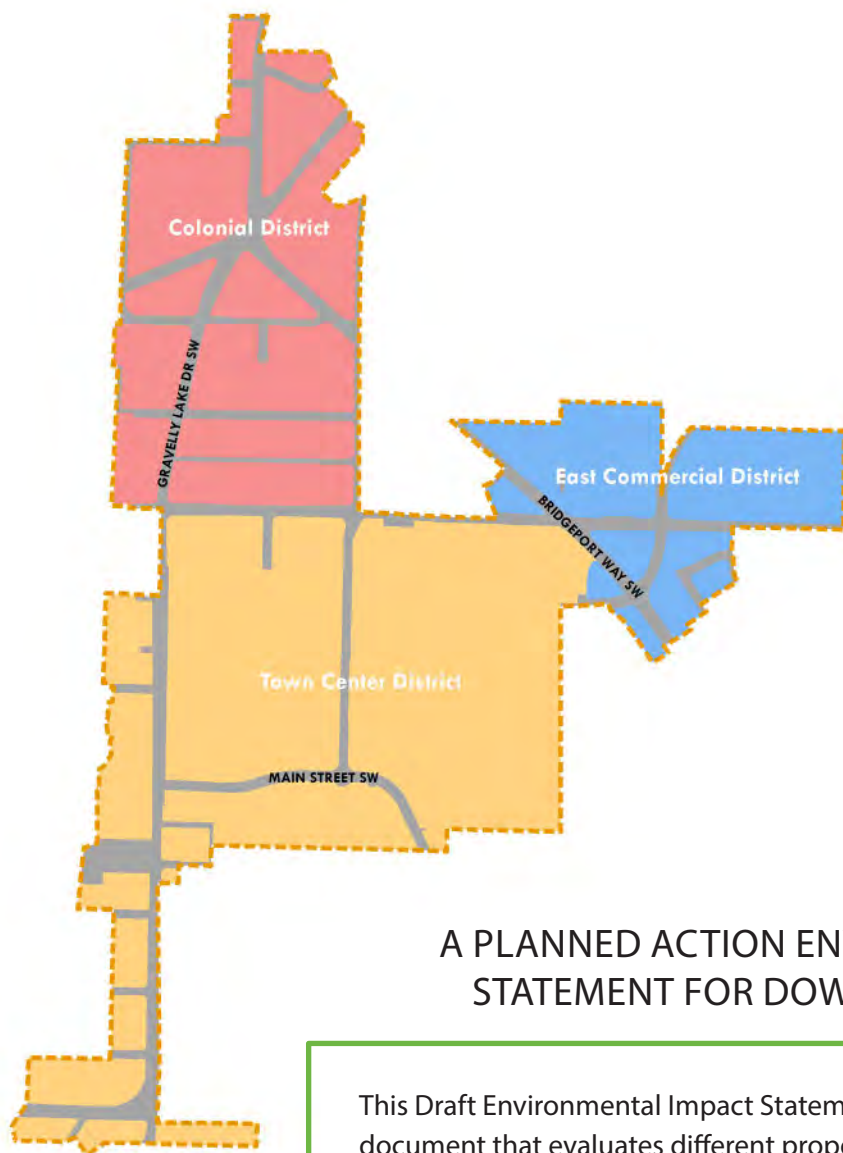 Colonial District
GRAVELLY LAKE DR SW
East Commercial District
BRIDGEPORT WAY SW
Town Center District
MAIN STREET SW
A PLANNED ACTION EN
STATEMENT FOR DOW
This Draft Environmental Impact Statem
document that evaluates different prope